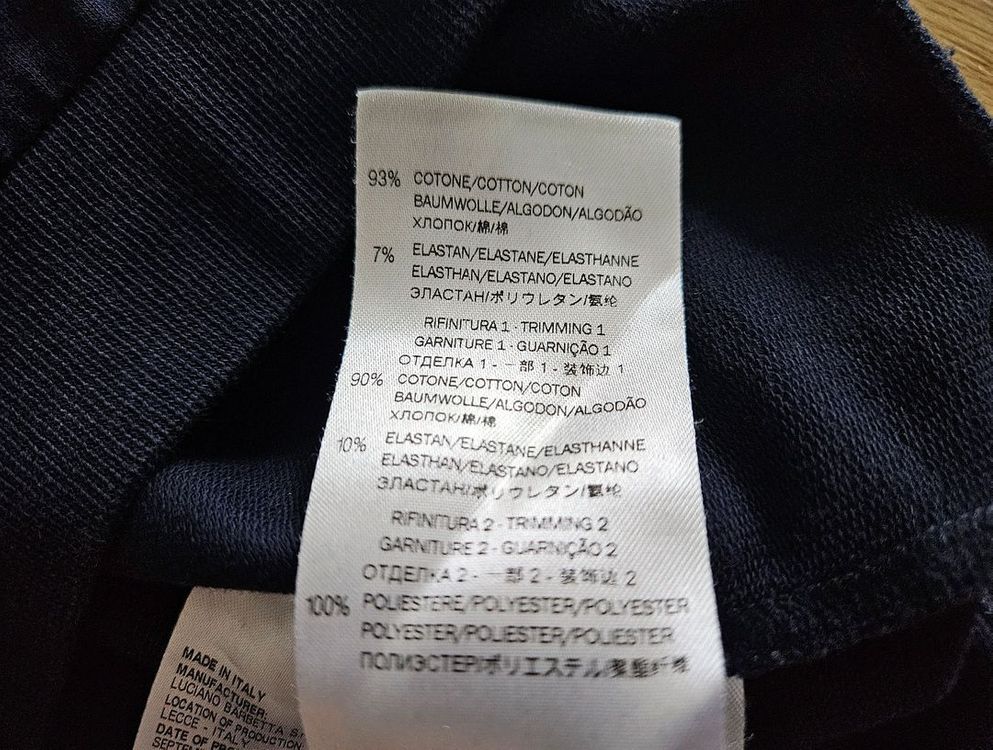 93% COTONE/COTTON/COTON
BAUMWOLLE/ALGODON/ALGODÃO
ХЛОПОК/綿/棉
7% ELASTAN/ELASTANE/ELASTHANNE
ELASTHAN/ELASTANO/ELASTANO
ЭЛАСТАН/ポリウレタン/氨纶
RIFINITURA 1 - TRIMMING 1
GARNITURE 1 - GUARNIÇÃO 1
ОТДЕЛКА 1 - 一部 1 - 装饰边 1
90% COTONE/COTTON/COTON
BAUMWOLLE/ALGODON/ALGODÃO
ХЛОПОК/綿/棉
10% ELASTAN/ELASTANE/ELASTHANNE
ELASTHAN/ELASTANO/ELASTANO
ЭЛАСТАН/ポリウレタン/氨纶
RIFINITURA 2 - TRIMMING 2
GARNITURE 2 - GUARNIÇÃO 2
ОТДЕЛКА 2 - 一部 2 - 装饰边 2
100% POLIESTERE/POLYESTER/POLYESTER
POLYESTER/POLIESTER/POLIESTER
ПОЛИЭСТЕР/ポリエステル/聚酯纤维
MADE IN ITALY
MANUFACTURER
LUCIANO BARBETTA
LOCATION OF PRODUCTION
LECCE - ITALY
DATE OF